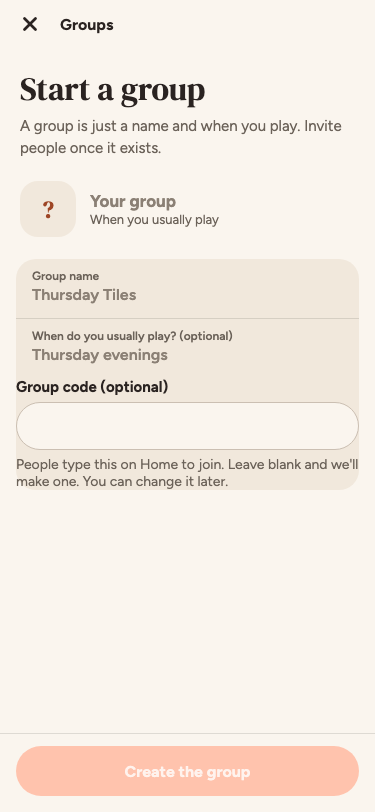 Groups
Start a group
A group is just a name and when you play. Invite
people once it exists.
?
Your group
When you usually play
Group name
Thursday Tiles
When do you usually play? (optional)
Thursday evenings
Group code (optional)
People type this on Home to join. Leave blank and we'll
make one. You can change it later.
Create the group